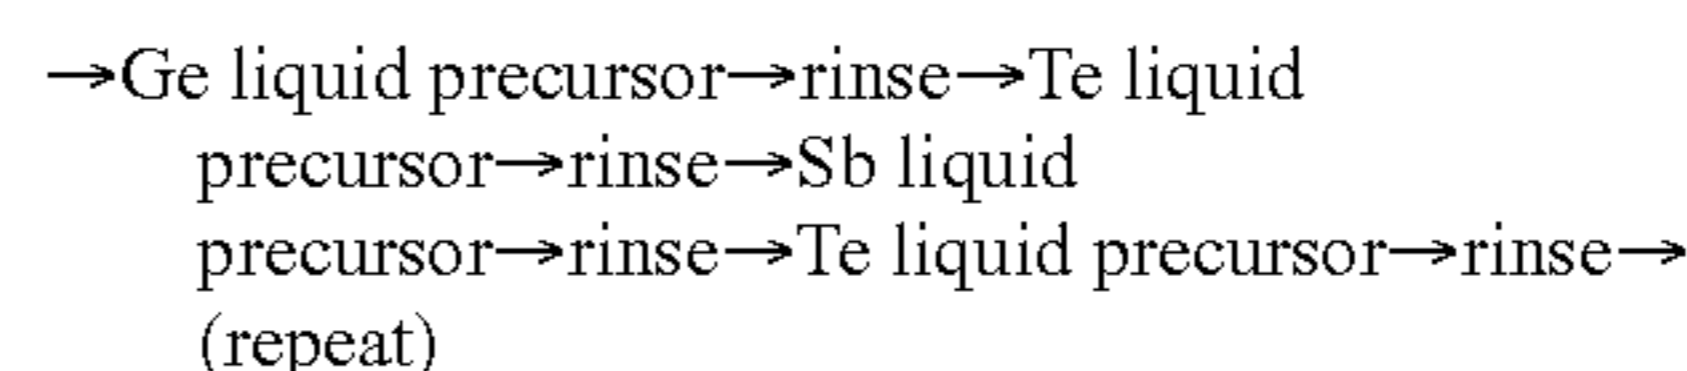 →Ge liquid precursor→rinse→Te liquid
precursor→rinse→Sb liquid
precursor→rinse→Te liquid precursor→rinse→
(repeat)